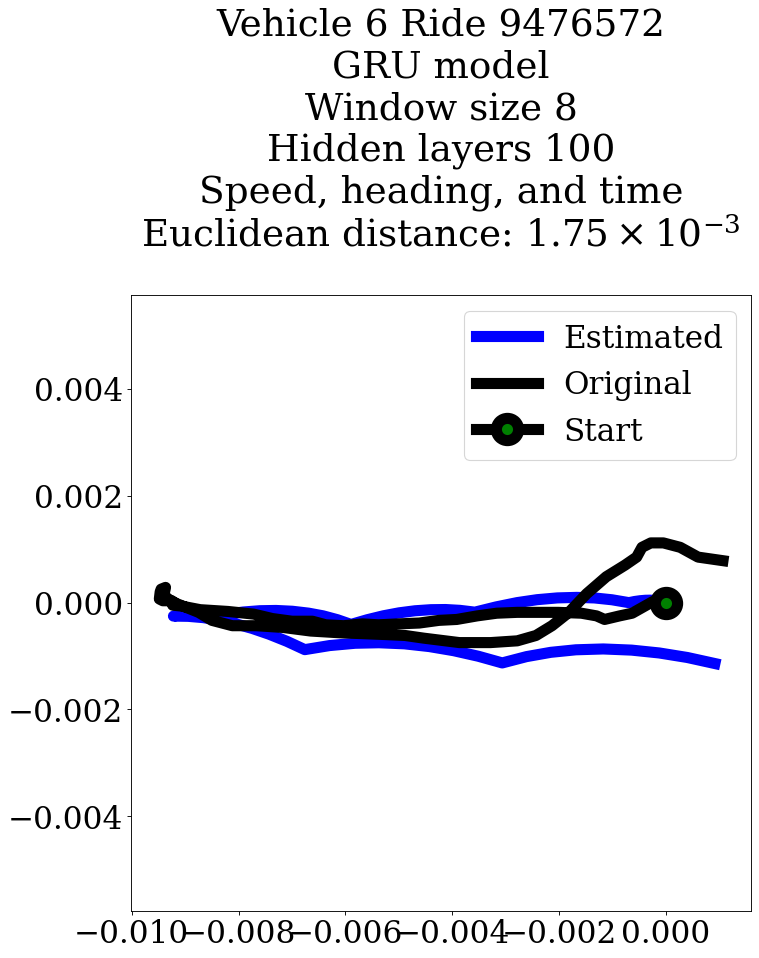 Vehicle 6 Ride 9476572
GRU model
Window size 8
Hidden layers 100
Speed, heading, and time
Euclidean distance: 1.75 × 10⁻³
Estimated
Original
Start
0.004
0.002
0.000
−0.002
−0.004
−0.010 −0.008 −0.006 −0.004 −0.002 0.000